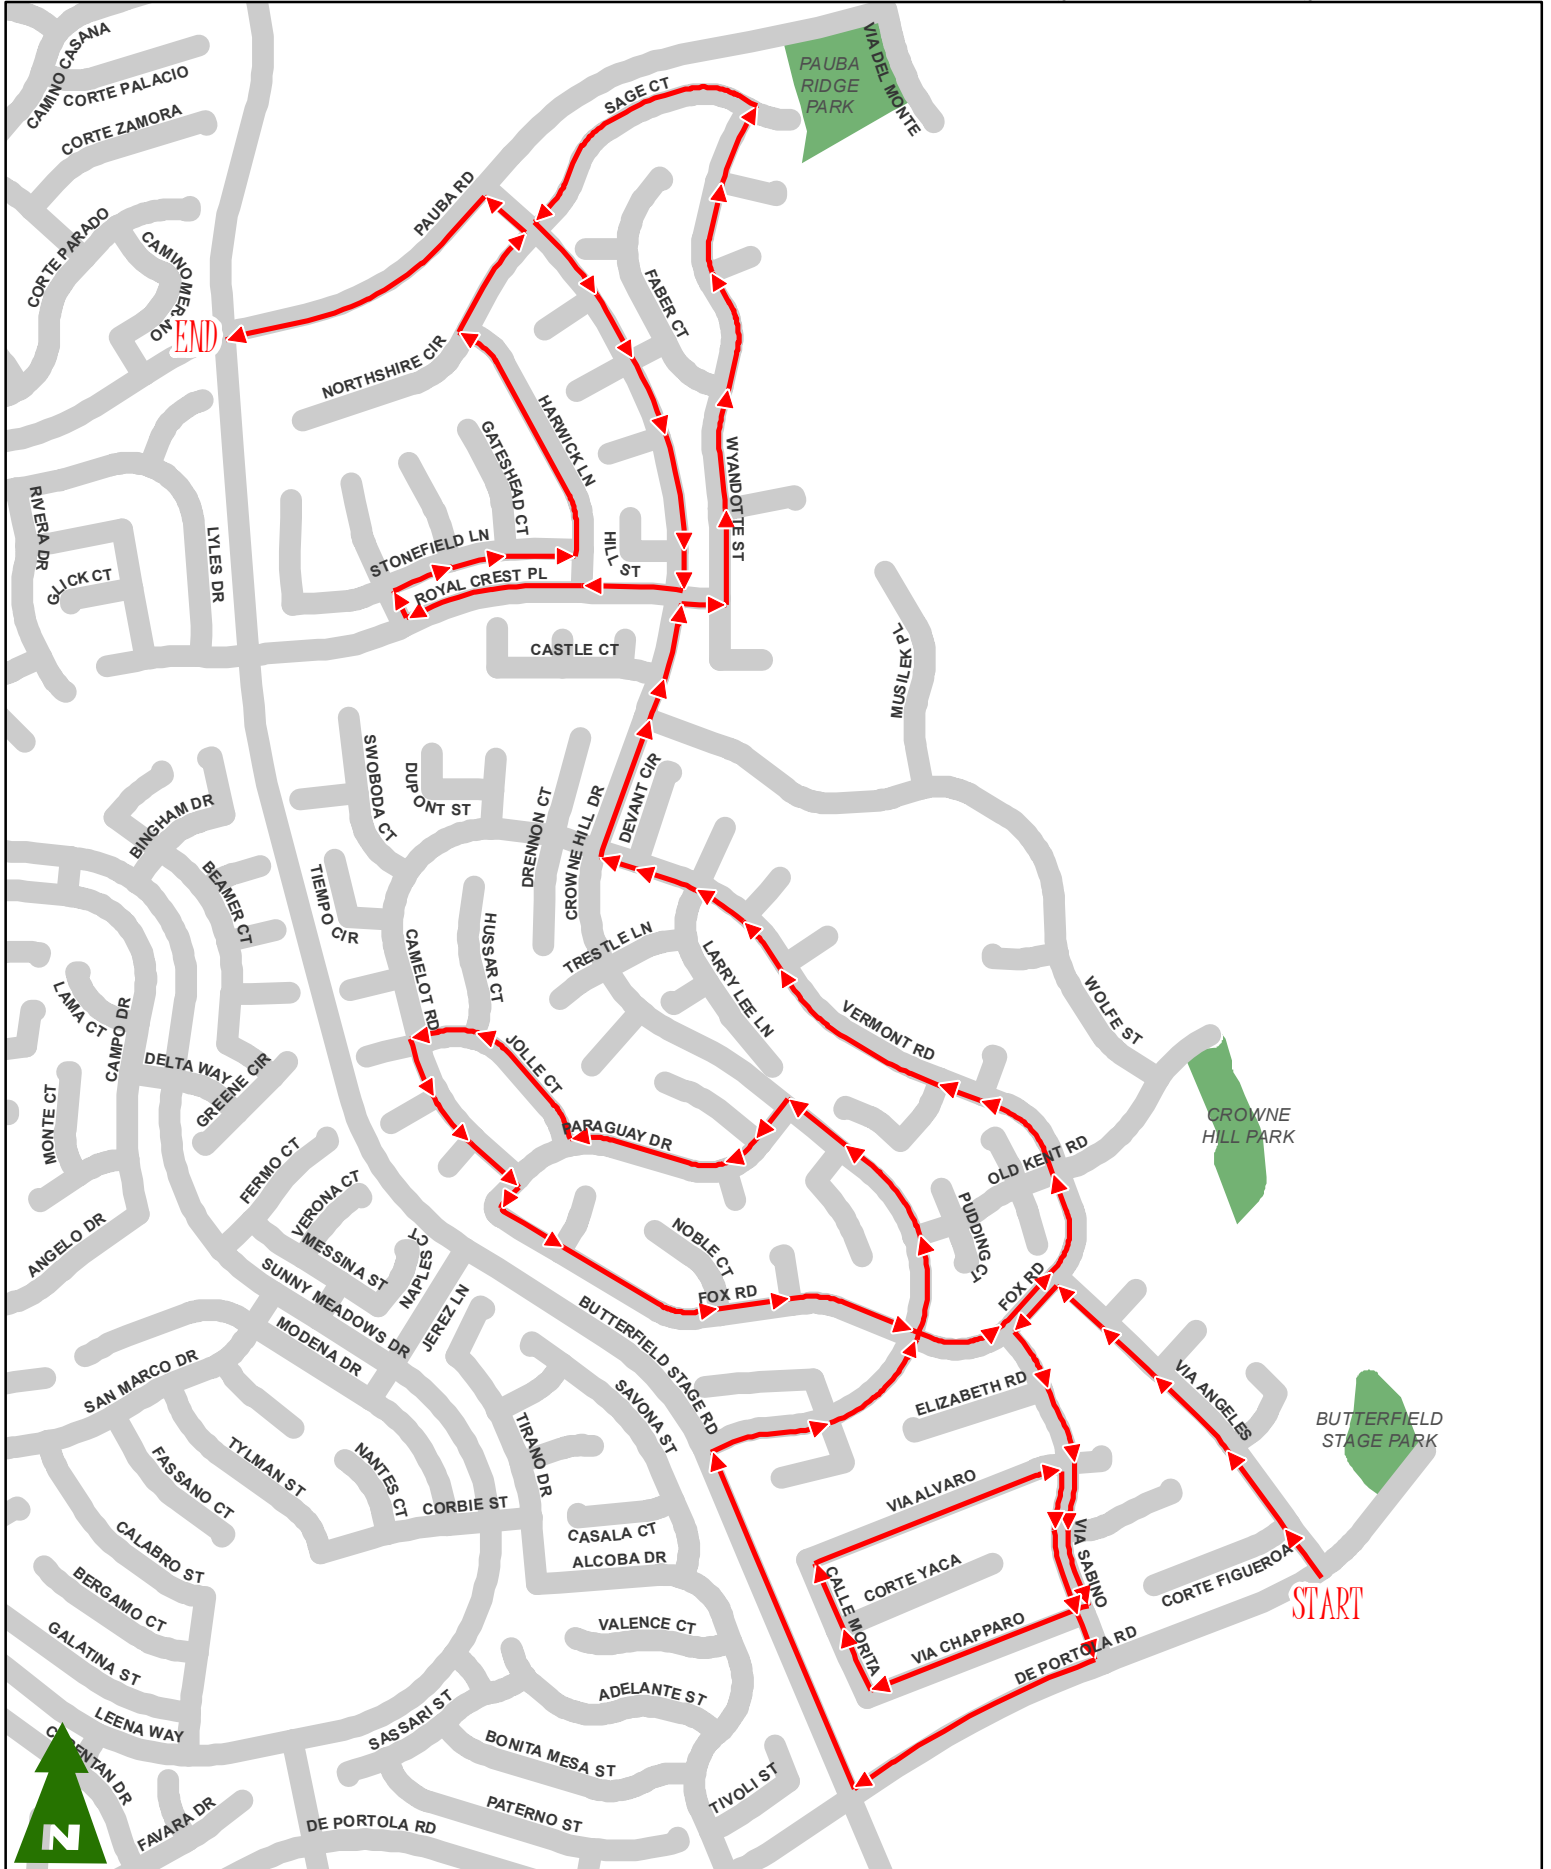 CAMINO CASANA
CORTE PALACIO
CORTE ZAMORA
SAGE CT
PAUBA
RIDGE
PARK
VIA DEL MONTE
PAUBA RD
CORTE PARADO
CAMINO MER
ON
END
FABER CT
NORTHSHIRE CIR
HARWICK LN
GATESHEAD CT
WYANDOTTE ST
RIVERA DR
GLICK CT
LYLES DR
STONEFIELD LN
ROYAL CREST PL
HILL ST
CASTLE CT
MUSILEK PL
SWOBODA CT
DUPONT ST
DRENNON CT
CROWNE HILL DR
DEVANT CIR
BINGHAM DR
BEAMER CT
TIEMPO CIR
HUSSAR CT
CAMELOT RD
TRESTLE LN
LARRY LEE LN
VERMONT RD
WOLFE ST
LAMA CT
CAMPO DR
DELTA WAY
GREENE CIR
MONTE CT
JOLLE CT
PARAGUAY DR
CROWNE
HILL PARK
OLD KENT RD
PUDDING CT
FERMO CT
VERONA CT
MESSINA ST
NAPLES CT
ANGELO DR
SUNNY MEADOWS DR
JEREZ LN
MODENA DR
NOBLE CT
FOX RD
FOX RD
BUTTERFIELD STAGE RD
SAN MARCO DR
SAVONA ST
TIRANO DR
ELIZABETH RD
VIA ANGELES
BUTTERFIELD
STAGE PARK
FASSANO CT
TYLMAN ST
NANTES CT
CORBIE ST
CASALA CT
ALCOBA DR
VIA ALVARO
VIA SABINO
CORTE YACA
CALLE MORITA
VIA CHAPPARO
CORTE FIGUEROA
START
CALABRO ST
BERGAMO CT
GALATINA ST
LEENA WAY
VALENCE CT
ADELANTE ST
DE PORTOLA RD
SASSARI ST
BONITA MESA ST
PATERNO ST
TIVOLI ST
FAVARA DR
DE PORTOLA RD
N